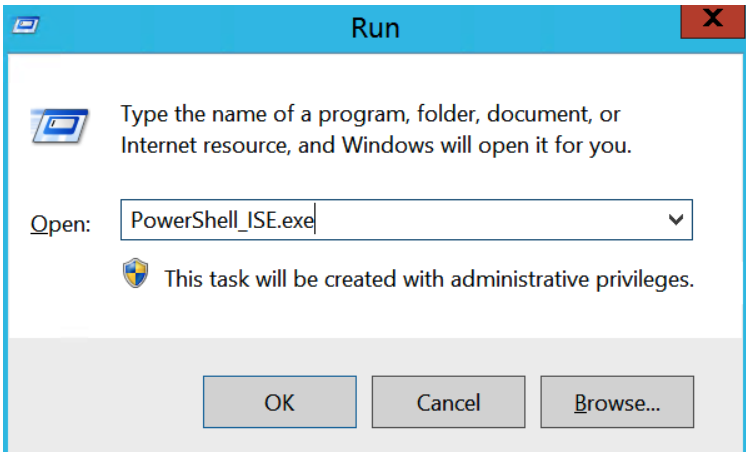 Run
Type the name of a program, folder, document, or
Internet resource, and Windows will open it for you.
Open: PowerShell_ISE.exe
This task will be created with administrative privileges.
OK Cancel Browse...